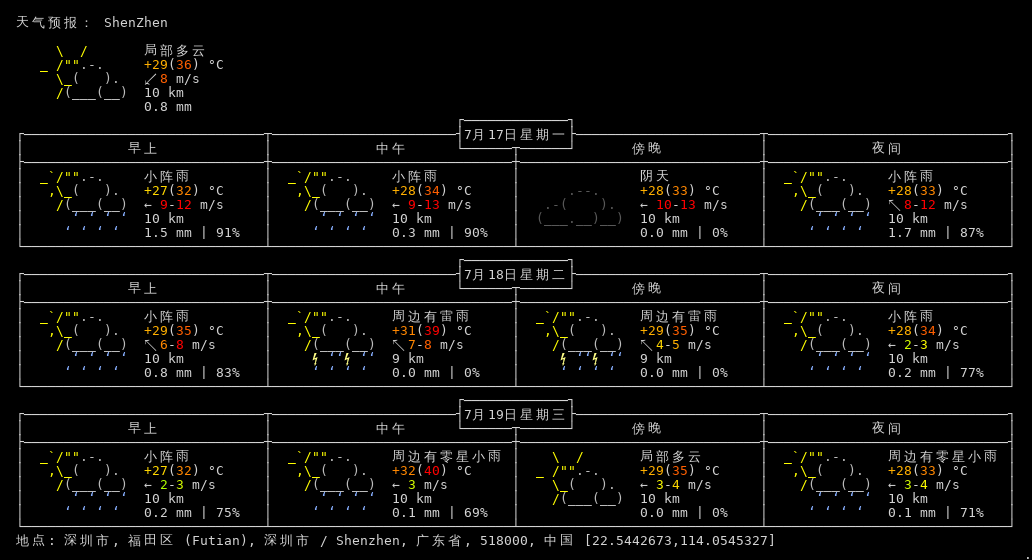 天气预报： ShenZhen
局部多云
+29(36) °C
↙ 8 m/s
10 km
0.8 mm
7月17日星期一
早上 中午 傍晚 夜间
小阵雨 小阵雨 阴天 小阵雨
+27(32) °C +28(34) °C +28(33) °C +28(33) °C
← 9-12 m/s ← 9-13 m/s ← 10-13 m/s ↖ 8-12 m/s
10 km 10 km 10 km 10 km
1.5 mm | 91% 0.3 mm | 90% 0.0 mm | 0% 1.7 mm | 87%
7月18日星期二
早上 中午 傍晚 夜间
小阵雨 周边有雷雨 周边有雷雨 小阵雨
+29(35) °C +31(39) °C +29(35) °C +28(34) °C
↖ 6-8 m/s ↖ 7-8 m/s ↖ 4-5 m/s ← 2-3 m/s
10 km 9 km 9 km 10 km
0.8 mm | 83% 0.0 mm | 0% 0.0 mm | 0% 0.2 mm | 77%
7月19日星期三
早上 中午 傍晚 夜间
小阵雨 周边有零星小雨 局部多云 周边有零星小雨
+27(32) °C +32(40) °C +29(35) °C +28(33) °C
← 2-3 m/s ← 3 m/s ← 3-4 m/s ← 3-4 m/s
10 km 10 km 10 km 10 km
0.2 mm | 75% 0.1 mm | 69% 0.0 mm | 0% 0.1 mm | 71%
地点: 深圳市, 福田区 (Futian), 深圳市 / Shenzhen, 广东省, 518000, 中国 [22.5442673,114.0545327]